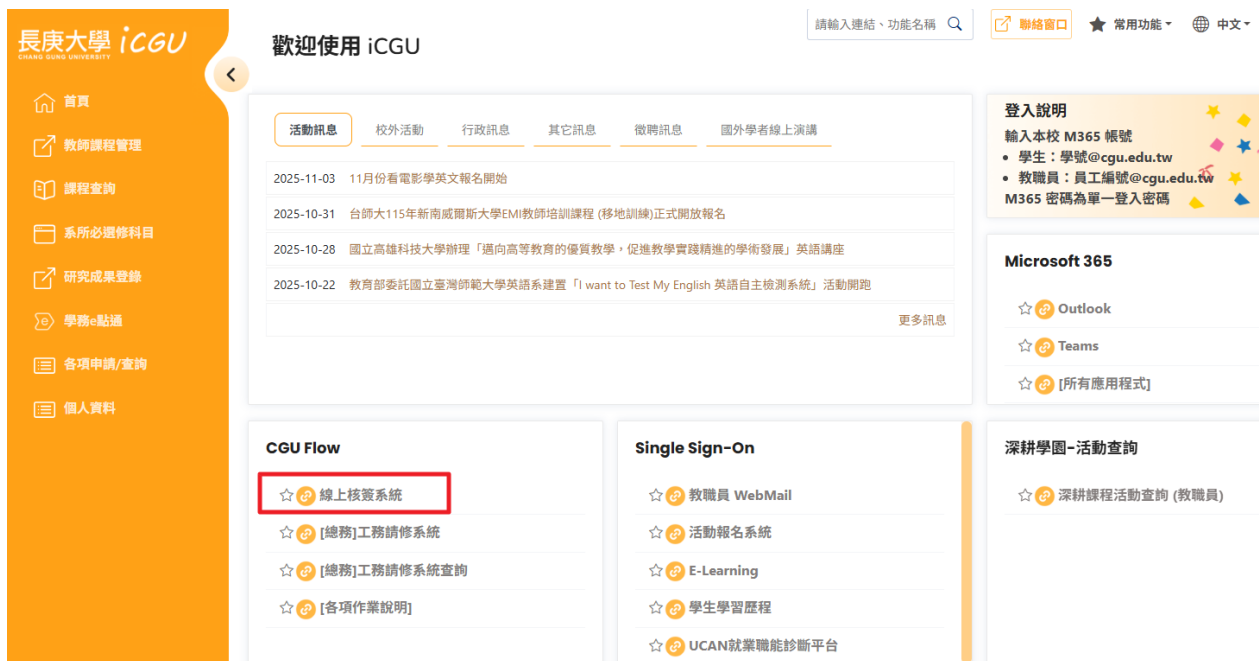 長庚大學 iCGU
CHANG GUNG UNIVERSITY
歡迎使用 iCGU
請輸入連結、功能名稱
聯絡窗口
常用功能
中文
首頁
教師課程管理
課程查詢
系所必選修科目
研究成果登錄
學務e點通
各項申請/查詢
個人資料
活動訊息 校外活動 行政訊息 其它訊息 徵聘訊息 國外學者線上演講
2025-11-03 11月份看電影學英文報名開始
2025-10-31 台師大115年新南威爾斯大學EMI教師培訓課程 (移地訓練)正式開放報名
2025-10-28 國立高雄科技大學辦理「邁向高等教育的優質教學，促進教學實踐精進的學術發展」英語講座
2025-10-22 教育部委託國立臺灣師範大學英語系建置「I want to Test My English 英語自主檢測系統」活動開跑
更多訊息
登入說明
輸入本校 M365 帳號
• 學生：學號@cgu.edu.tw
• 教職員：員工編號@cgu.edu.tw
M365 密碼為單一登入密碼
Microsoft 365
Outlook
Teams
[所有應用程式]
CGU Flow
線上核簽系統
[總務]工務請修系統
[總務]工務請修系統查詢
[各項作業說明]
Single Sign-On
教職員 WebMail
活動報名系統
E-Learning
學生學習歷程
UCAN就業職能診斷平台
深耕學園-活動查詢
深耕課程活動查詢 (教職員)